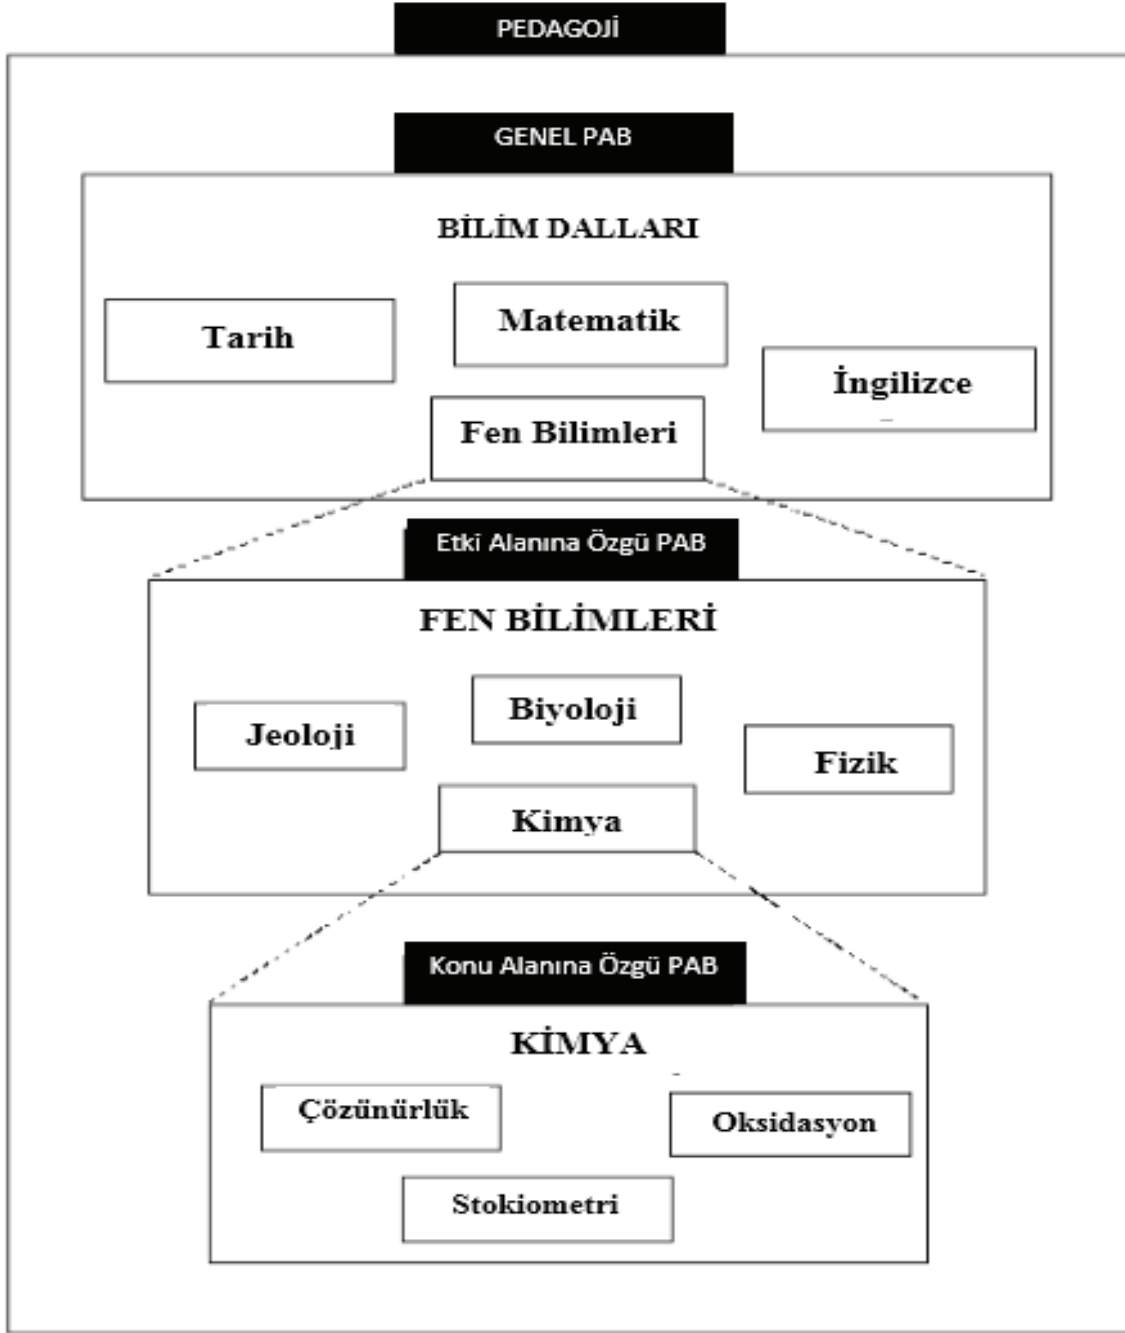 PEDAGOJİ
GENEL PAB
BİLİM DALLARI
Tarih
Matematik
İngilizce
Fen Bilimleri
Etki Alanına Özgü PAB
FEN BİLİMLERİ
Jeoloji
Biyoloji
Fizik
Kimya
Konu Alanına Özgü PAB
KİMYA
Çözünürlük
Oksidasyon
Stokiometri